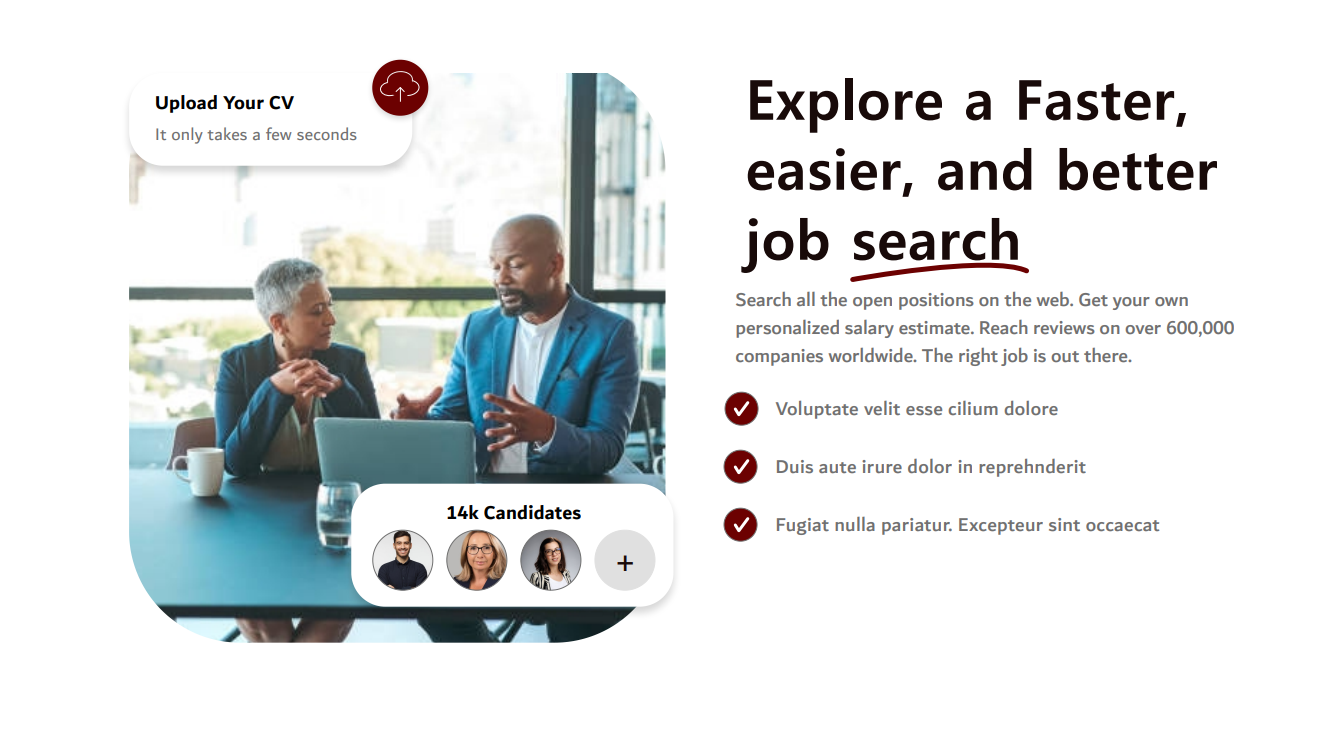 Upload Your CV
It only takes a few seconds
14k Candidates
+
Explore a Faster,
easier, and better
job search
Search all the open positions on the web. Get your own
personalized salary estimate. Reach reviews on over 600,000
companies worldwide. The right job is out there.
Voluptate velit esse cilium dolore
Duis aute irure dolor in reprehnderit
Fugiat nulla pariatur. Excepteur sint occaecat